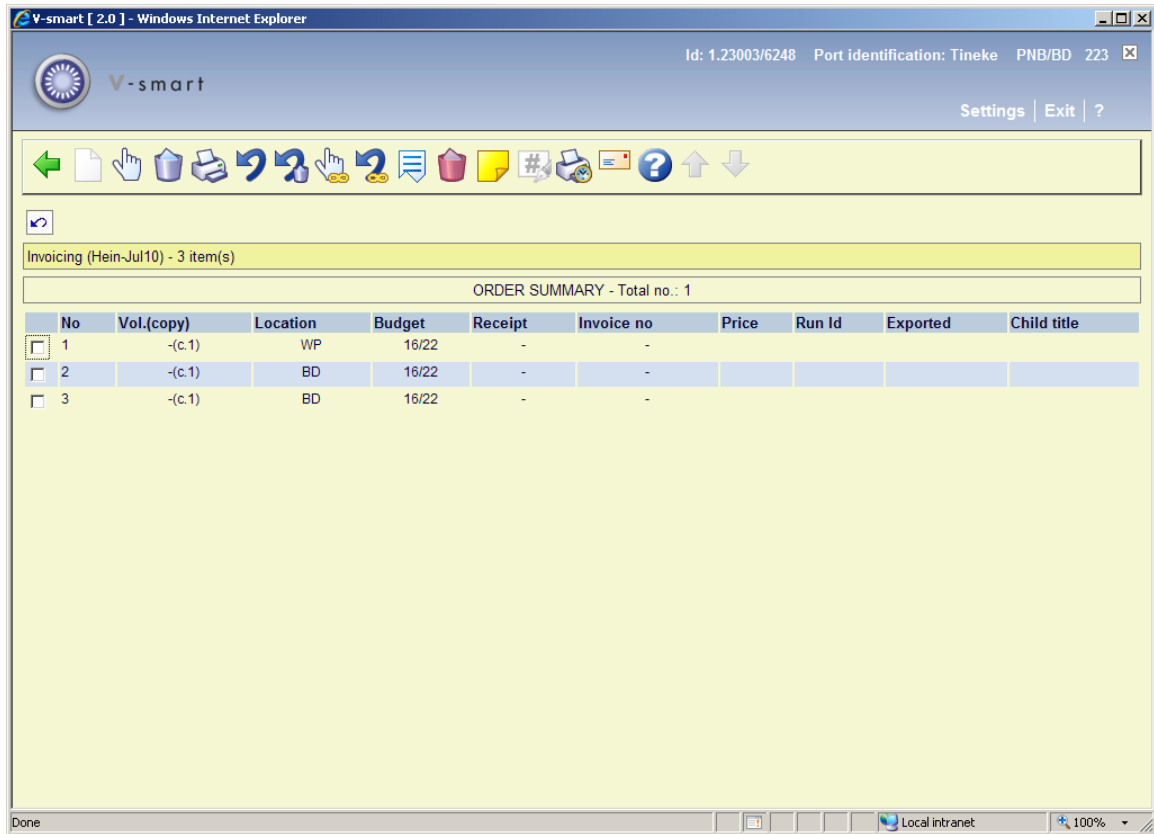 V-smart [ 2.0 ] - Windows Internet Explorer
Id: 1.23003/6248 Port identification: Tineke PNB/BD 223
V-smart
Settings Exit ?
#
?
Invoicing (Hein-Jul10) - 3 item(s)
ORDER SUMMARY - Total no.: 1
No Vol.(copy) Location Budget Receipt Invoice no Price Run Id Exported Child title
1 -(c.1) WP 16/22 - -
2 -(c.1) BD 16/22 - -
3 -(c.1) BD 16/22 - -
Done Local intranet 100%